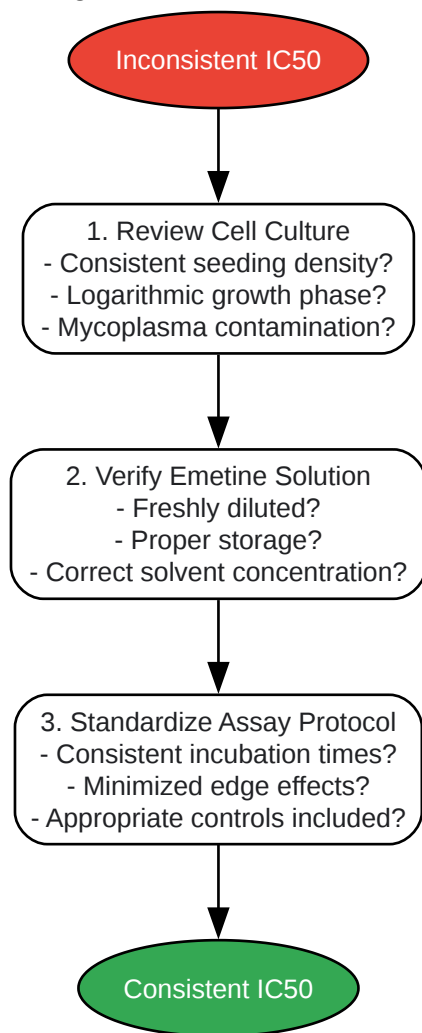 Inconsistent IC50
1. Review Cell Culture
- Consistent seeding density?
- Logarithmic growth phase?
- Mycoplasma contamination?
2. Verify Emetine Solution
- Freshly diluted?
- Proper storage?
- Correct solvent concentration?
3. Standardize Assay Protocol
- Consistent incubation times?
- Minimized edge effects?
- Appropriate controls included?
Consistent IC50